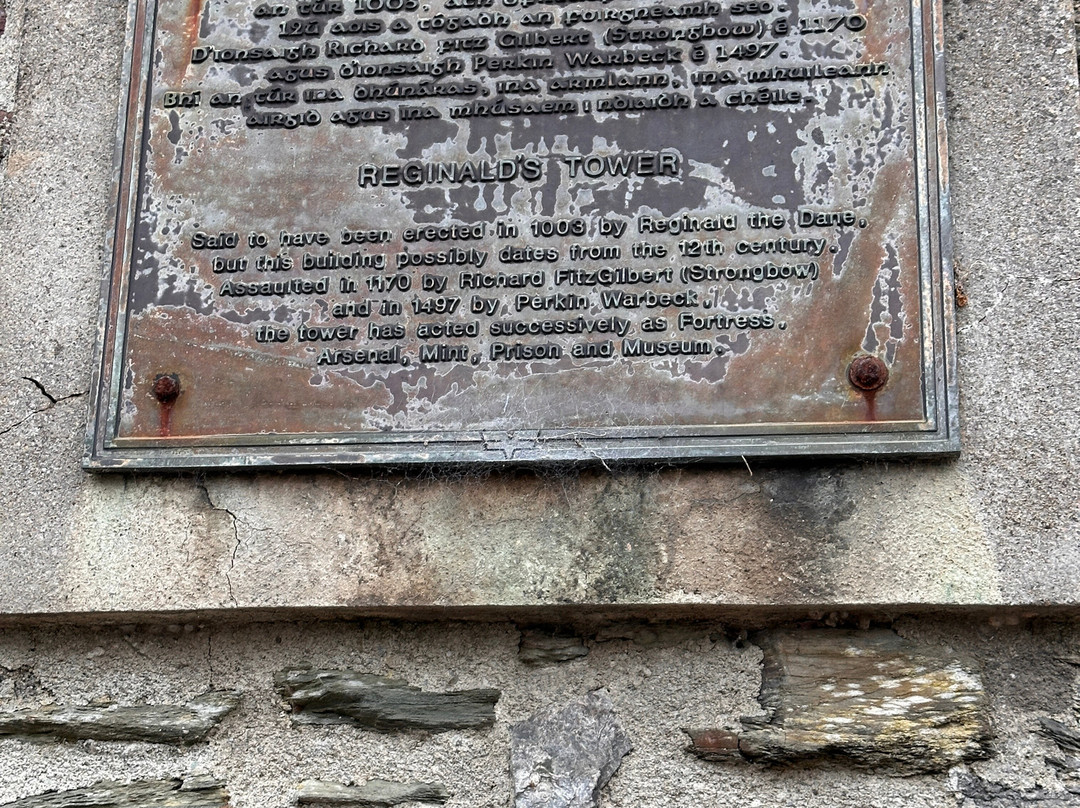 an túr 1003, ach
12ú aois a tógadh an foirgneamh seo.
D'ionsaigh Richard Fitz Gilbert (Strongbow) é 1170
agus d'ionsaigh Perkin Warbeck é 1497
Bhí an túr ina dhúnáras, ina armlann, ina mhuileann
airgid agus ina mhúsaem i ndiaidh a chéile.
REGINALD'S TOWER
Said to have been erected in 1003 by Reginald the Dane,
but this building possibly dates from the 12th century.
Assaulted in 1170 by Richard FitzGilbert (Strongbow)
and in 1497 by Perkin Warbeck,
the tower has acted successively as Fortress,
Arsenal, Mint, Prison and Museum.